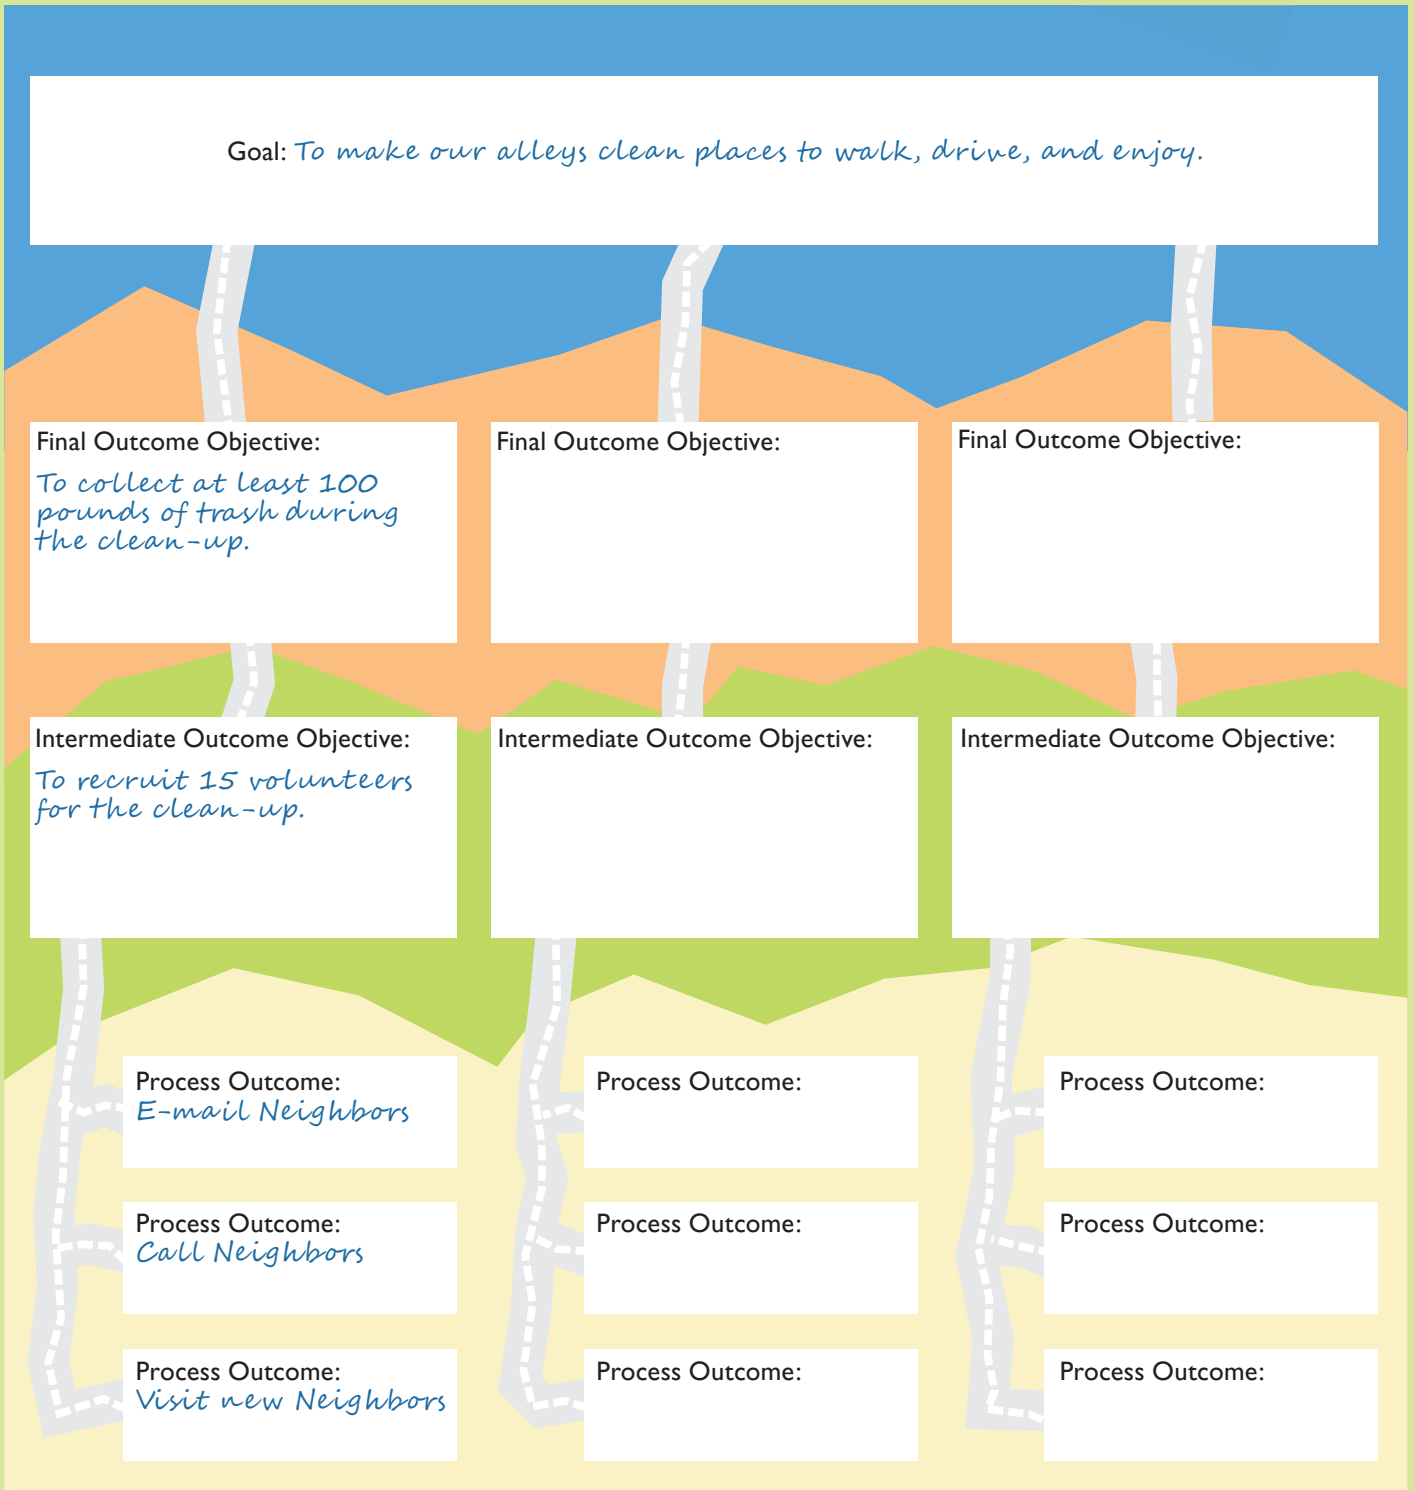 Goal: To make our alleys clean places to walk, drive, and enjoy.
Final Outcome Objective:
To collect at least 100
pounds of trash during
the clean-up.
Final Outcome Objective:
Final Outcome Objective:
Intermediate Outcome Objective:
To recruit 15 volunteers
for the clean-up.
Intermediate Outcome Objective:
Intermediate Outcome Objective:
Process Outcome:
E-mail Neighbors
Process Outcome:
Process Outcome:
Process Outcome:
Call Neighbors
Process Outcome:
Process Outcome:
Process Outcome:
Visit new Neighbors
Process Outcome:
Process Outcome: